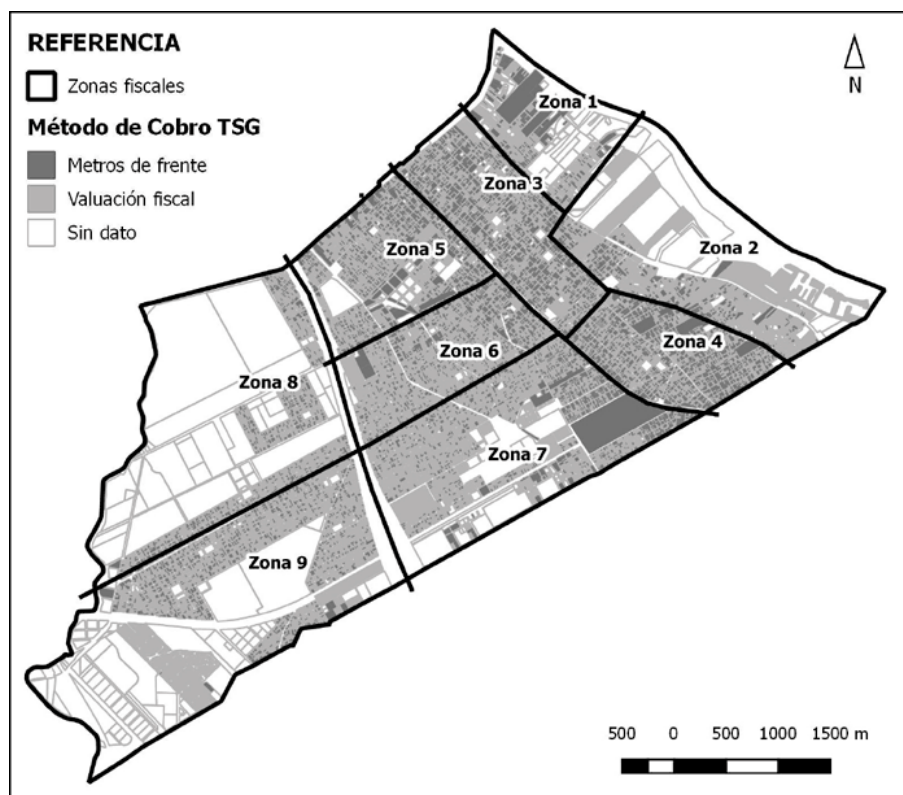 REFERENCIA
Zonas fiscales
Método de Cobro TSG
Metros de frente
Valuación fiscal
Sin dato
N
Zona 1
Zona 3
Zona 2
Zona 5
Zona 4
Zona 6
Zona 8
Zona 7
Zona 9
500 0 500 1000 1500 m